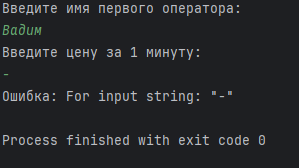 Введите имя первого оператора:
Вадим
Введите цену за 1 минуту:
-
Ошибка: For input string: "-"
Process finished with exit code 0